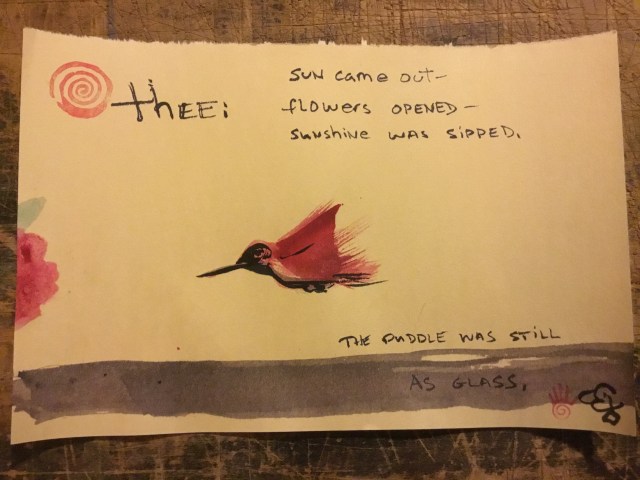 thEE:
SUN came out—
flowers OPENED—
sunshine was sipped.
THE PUDDLE WAS STILL
AS GLASS.